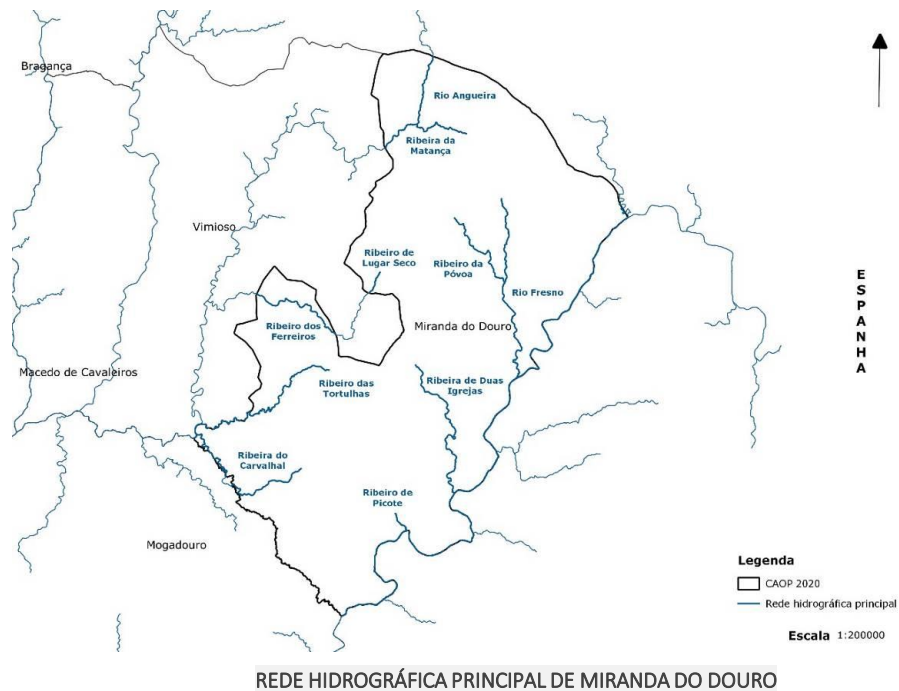 Bragança
Rio Angueira
Ribeira da
Matança
Vimioso
Ribeiro de
Lugar Seco
Ribeiro da
Póvoa
Rio Fresno
Ribeiro dos
Ferreiros
Miranda do Douro
E
S
P
A
N
H
A
Macedo de Cavaleiros
Ribeiro das
Tortulhas
Ribeira de Duas
Igrejas
Ribeira do
Carvalhal
Ribeiro de
Picote
Mogadouro
Legenda
CAOP 2020
Rede hidrográfica principal
Escala 1:200000
REDE HIDROGRÁFICA PRINCIPAL DE MIRANDA DO DOURO